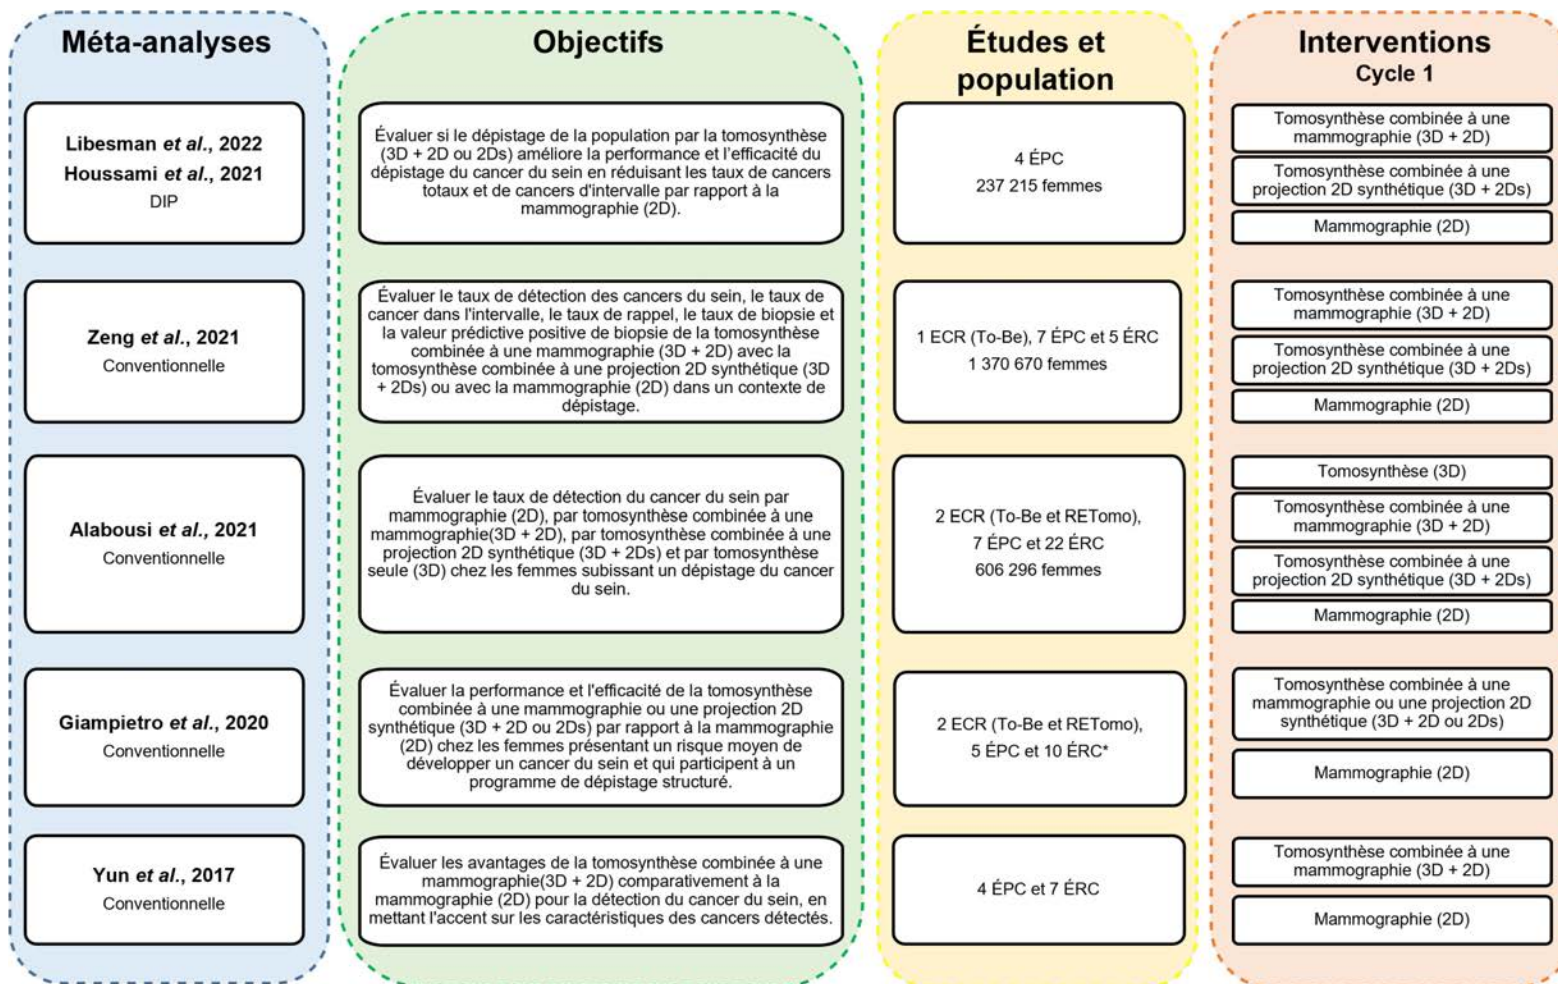 Méta-analyses
Objectifs
Études et
population
Interventions
Cycle 1
Libesman et al., 2022
Houssami et al., 2021
DIP
Évaluer si le dépistage de la population par la tomosynthèse
(3D + 2D ou 2Ds) améliore la performance et l'efficacité du
dépistage du cancer du sein en réduisant les taux de cancers
totaux et de cancers d'intervalle par rapport à la
mammographie (2D).
4 ÉPC
237 215 femmes
Tomosynthèse combinée à une
mammographie (3D + 2D)
Tomosynthèse combinée à une
projection 2D synthétique (3D + 2Ds)
Mammographie (2D)
Zeng et al., 2021
Conventionnelle
Évaluer le taux de détection des cancers du sein, le taux de
cancer dans l'intervalle, le taux de rappel, le taux de biopsie et
la valeur prédictive positive de biopsie de la tomosynthèse
combinée à une mammographie (3D + 2D) avec la
tomosynthèse combinée à une projection 2D synthétique (3D
+ 2Ds) ou avec la mammographie (2D) dans un contexte de
dépistage.
1 ECR (To-Be), 7 ÉPC et 5 ÉRC
1 370 670 femmes
Tomosynthèse combinée à une
mammographie (3D + 2D)
Tomosynthèse combinée à une
projection 2D synthétique (3D + 2Ds)
Mammographie (2D)
Alabousi et al., 2021
Conventionnelle
Évaluer le taux de détection du cancer du sein par
mammographie (2D), par tomosynthèse combinée à une
mammographie(3D + 2D), par tomosynthèse combinée à une
projection 2D synthétique (3D + 2Ds) et par tomosynthèse
seule (3D) chez les femmes subissant un dépistage du cancer
du sein.
2 ECR (To-Be et RETomo),
7 ÉPC et 22 ÉRC
606 296 femmes
Tomosynthèse (3D)
Tomosynthèse combinée à une
mammographie (3D + 2D)
Tomosynthèse combinée à une
projection 2D synthétique (3D + 2Ds)
Mammographie (2D)
Giampietro et al., 2020
Conventionnelle
Évaluer la performance et l'efficacité de la tomosynthèse
combinée à une mammographie ou une projection 2D
synthétique (3D + 2D ou 2Ds) par rapport à la mammographie
(2D) chez les femmes présentant un risque moyen de
développer un cancer du sein et qui participent à un
programme de dépistage structuré.
2 ECR (To-Be et RETomo),
5 ÉPC et 10 ÉRC*
Tomosynthèse combinée à une
mammographie ou une projection 2D
synthétique (3D + 2D ou 2Ds)
Mammographie (2D)
Yun et al., 2017
Conventionnelle
Évaluer les avantages de la tomosynthèse combinée à une
mammographie(3D + 2D) comparativement à la
mammographie (2D) pour la détection du cancer du sein, en
mettant l'accent sur les caractéristiques des cancers détectés.
4 ÉPC et 7 ÉRC
Tomosynthèse combinée à une
mammographie (3D + 2D)
Mammographie (2D)